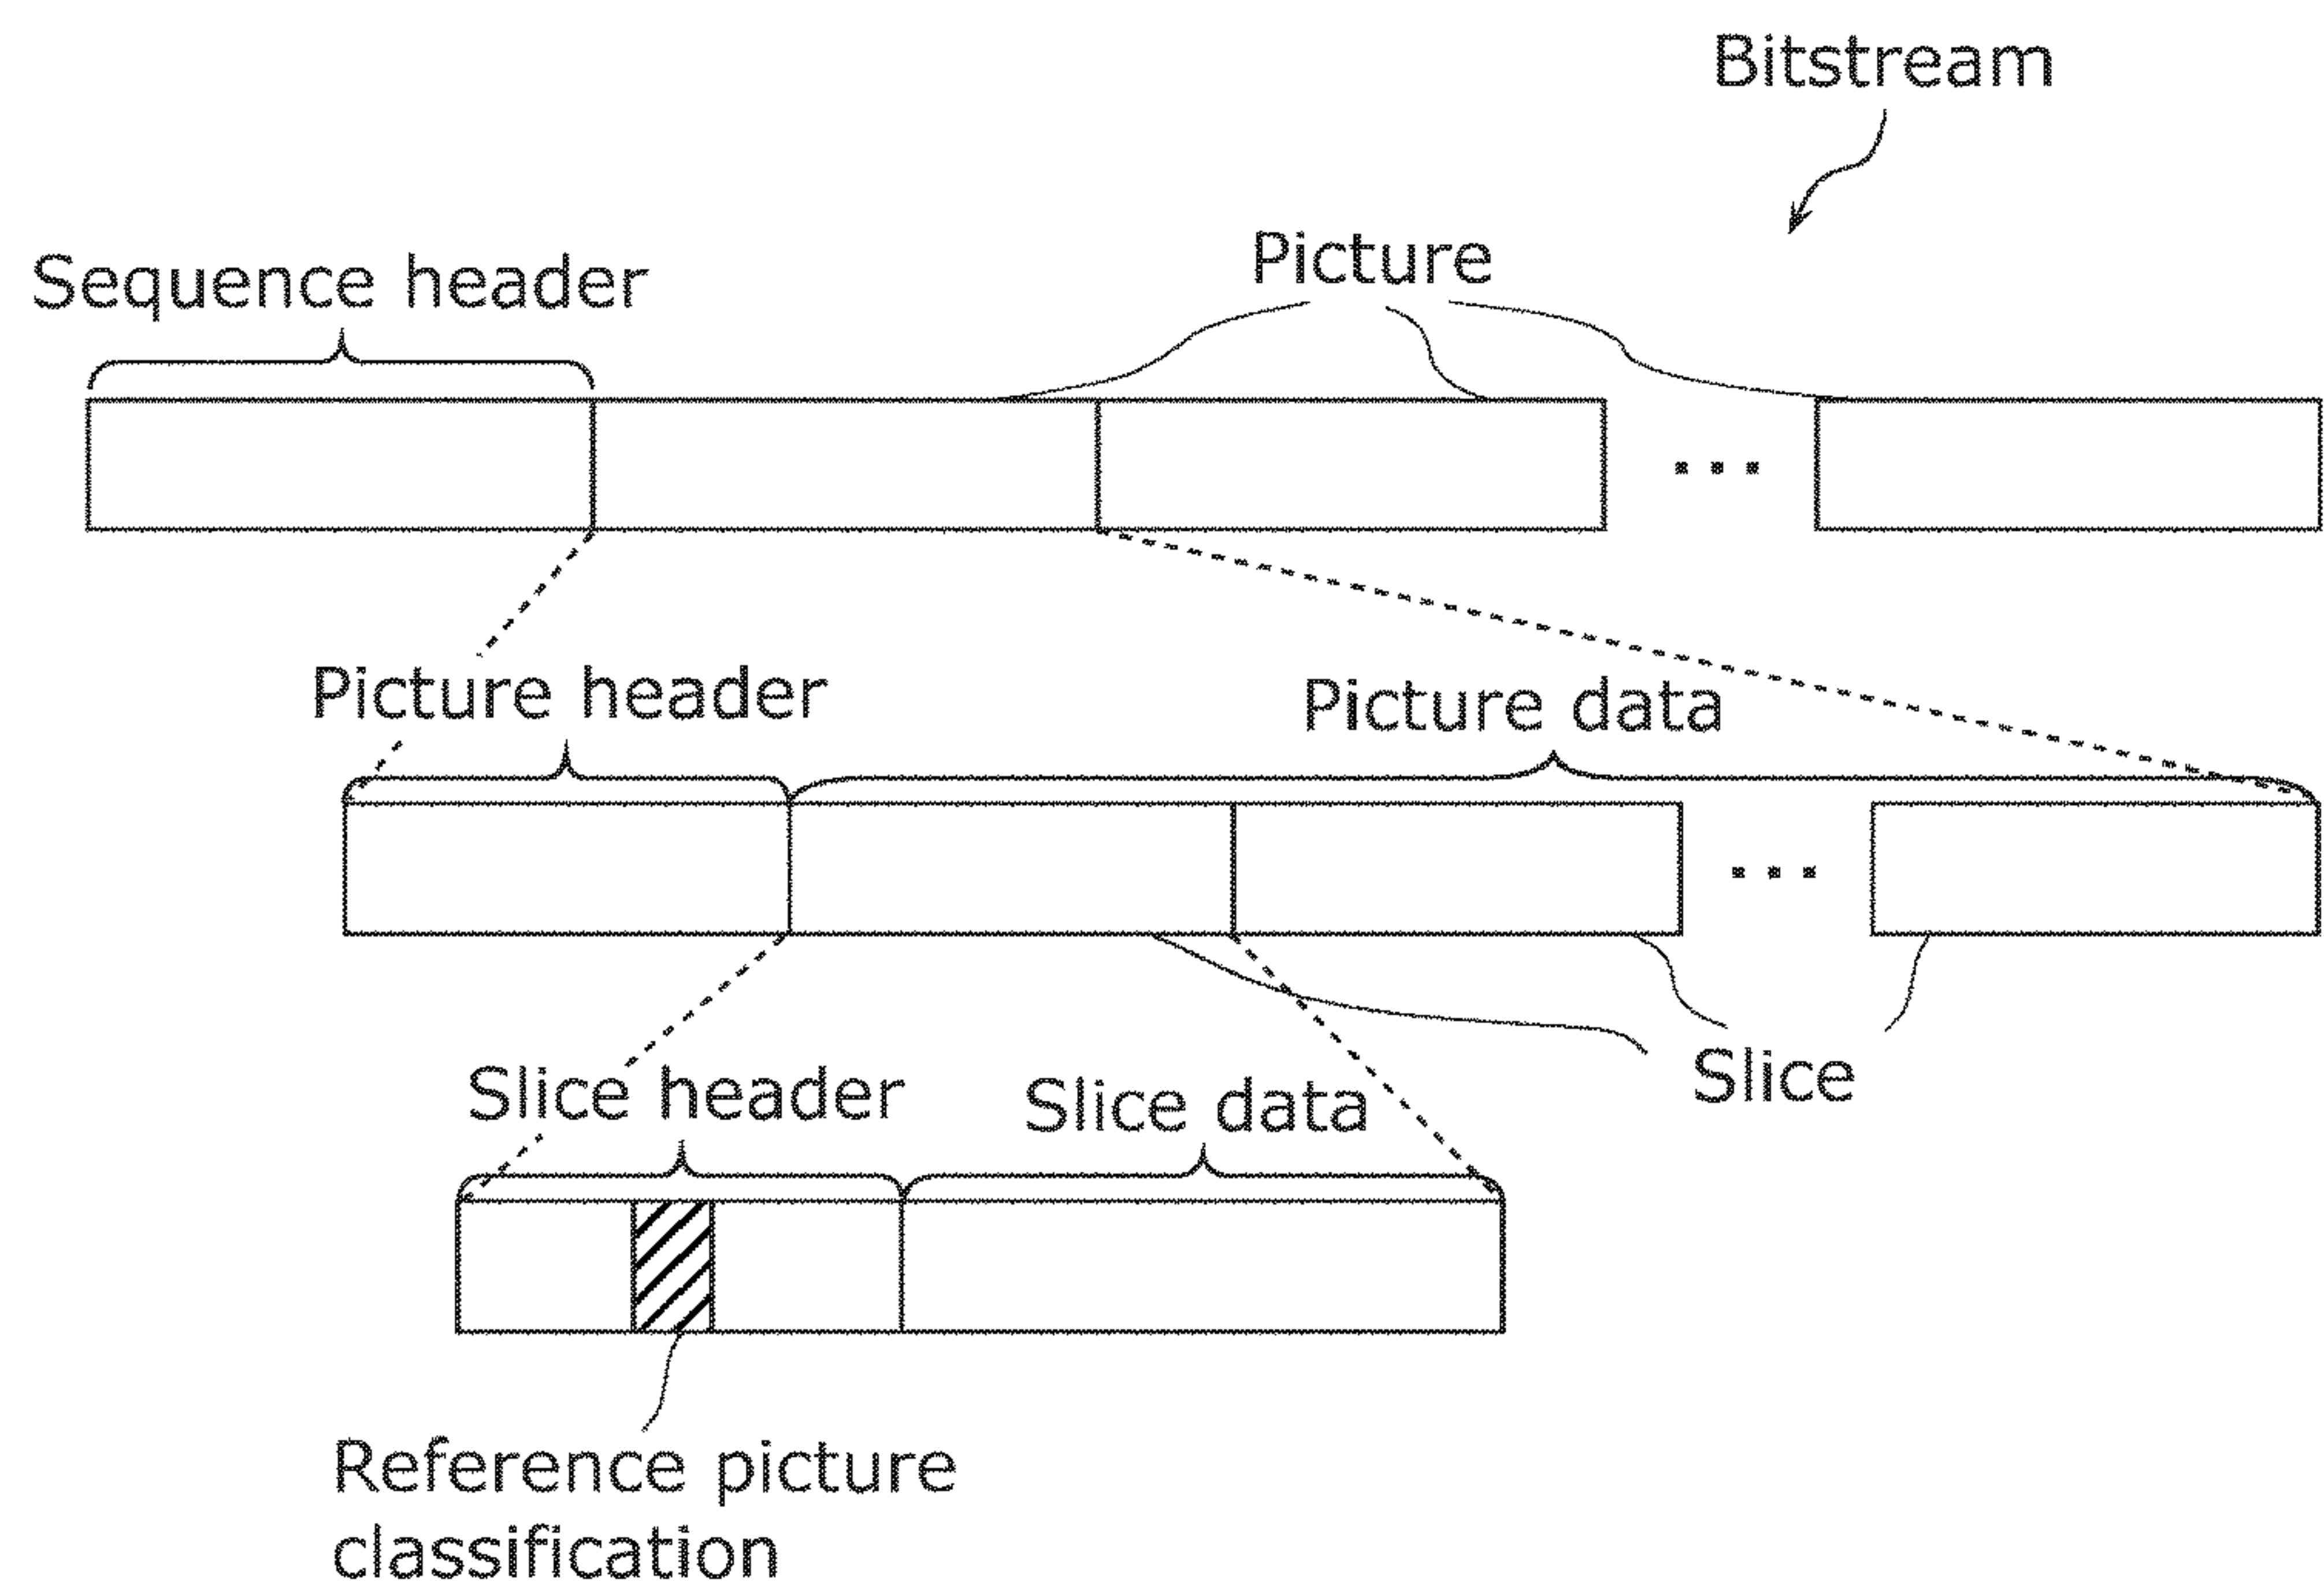 Bitstream
Picture
Sequence header
Picture header
Picture data
Slice header
Slice data
Slice
Reference picture
classification